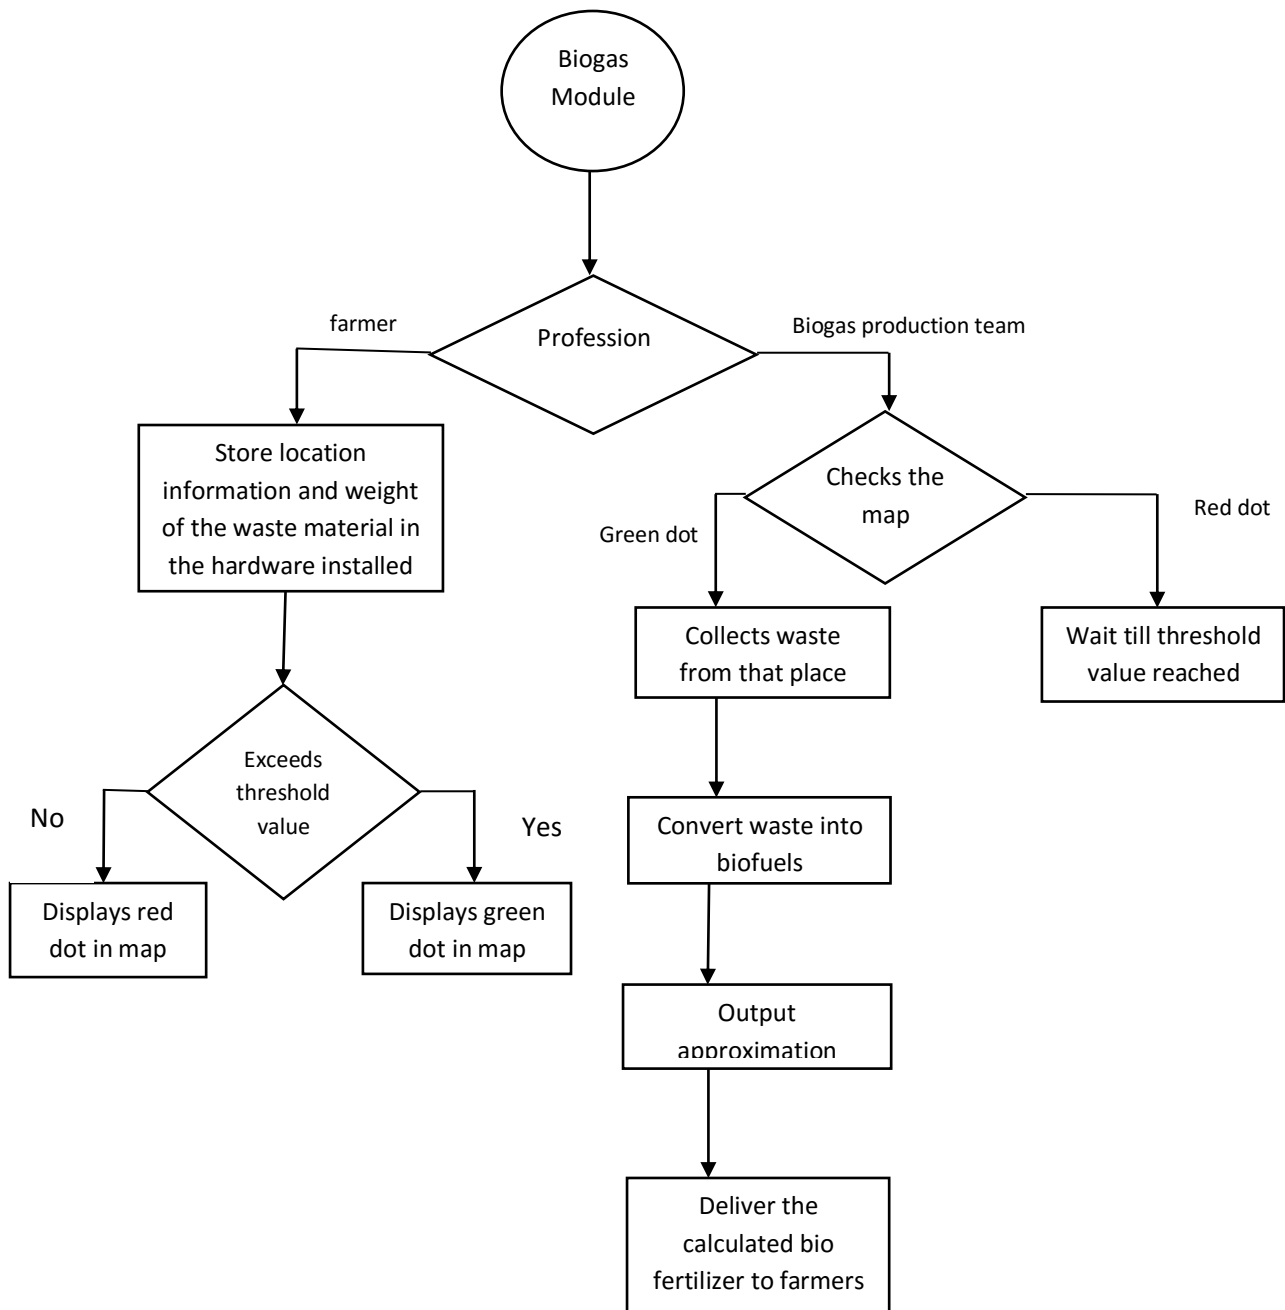 Biogas
Module
farmer
Profession
Biogas production team
Store location
information and weight
of the waste material in
the hardware installed
Checks the
map
Green dot
Red dot
Collects waste
from that place
Wait till threshold
value reached
Exceeds
threshold
value
No
Yes
Convert waste into
biofuels
Displays red
dot in map
Displays green
dot in map
Output
approximation
Deliver the
calculated bio
fertilizer to farmers